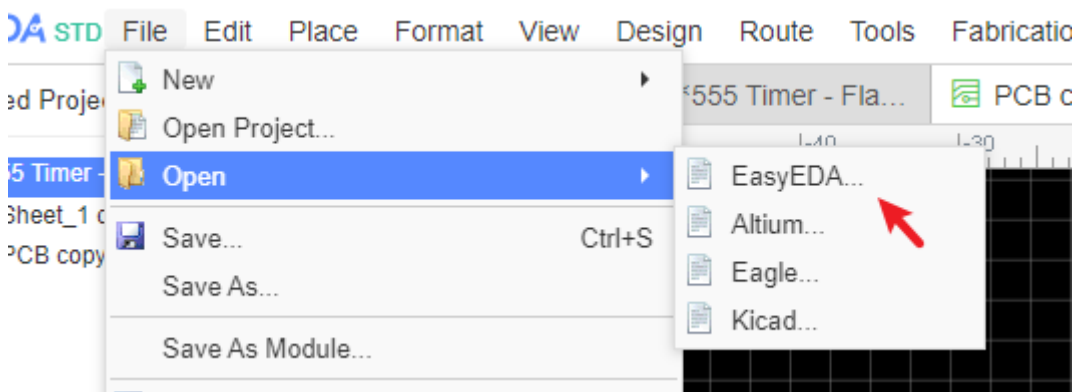 STD File Edit Place Format View Design Route Tools Fabricatio
New
*555 Timer - Fla... PCB c
ed Proje
Open Project...
-40 -30
55 Timer -
Open
EasyEDA...
Sheet_1 c
Altium...
PCB copy
Save... Ctrl+S
Save As...
Eagle...
Kicad...
Save As Module...